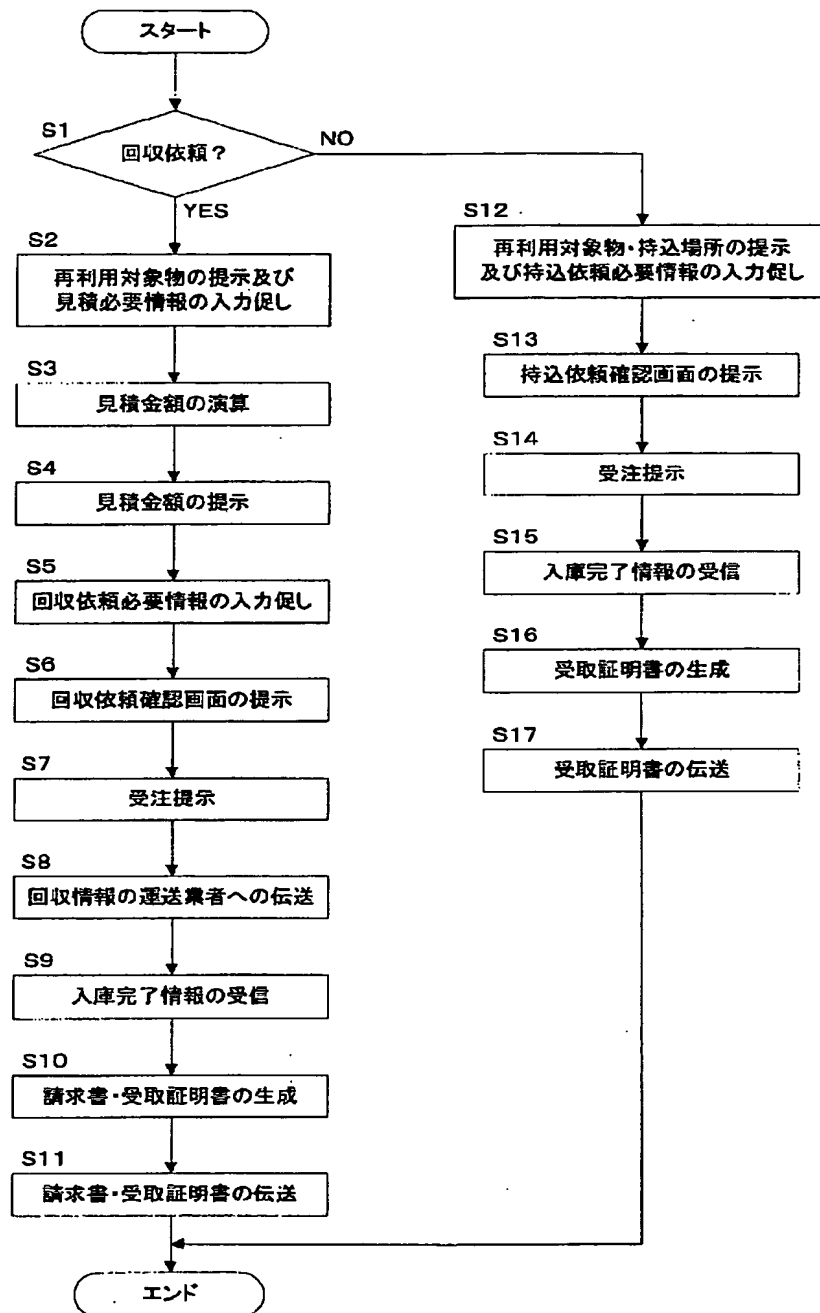 スタート
S1
回収依頼？
NO
YES
S2
再利用対象物の提示及び
見積必要情報の入力促し
S3
見積金額の演算
S4
見積金額の提示
S5
回収依頼必要情報の入力促し
S6
回収依頼確認画面の提示
S7
受注提示
S8
回収情報の運送業者への伝送
S9
入庫完了情報の受信
S10
請求書・受取証明書の生成
S11
請求書・受取証明書の伝送
S12
再利用対象物・持込場所の提示
及び持込依頼必要情報の入力促し
S13
持込依頼確認画面の提示
S14
受注提示
S15
入庫完了情報の受信
S16
受取証明書の生成
S17
受取証明書の伝送
エンド